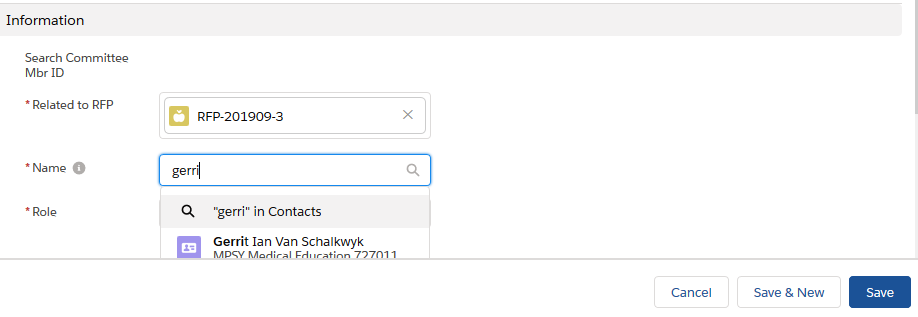 Information
Search Committee
Mbr ID
* Related to RFP
RFP-201909-3
* Name
gerri
* Role
"gerri" in Contacts
Gerrit Ian Van Schalkwyk
MPSY Medical Education 727011
Cancel
Save & New
Save